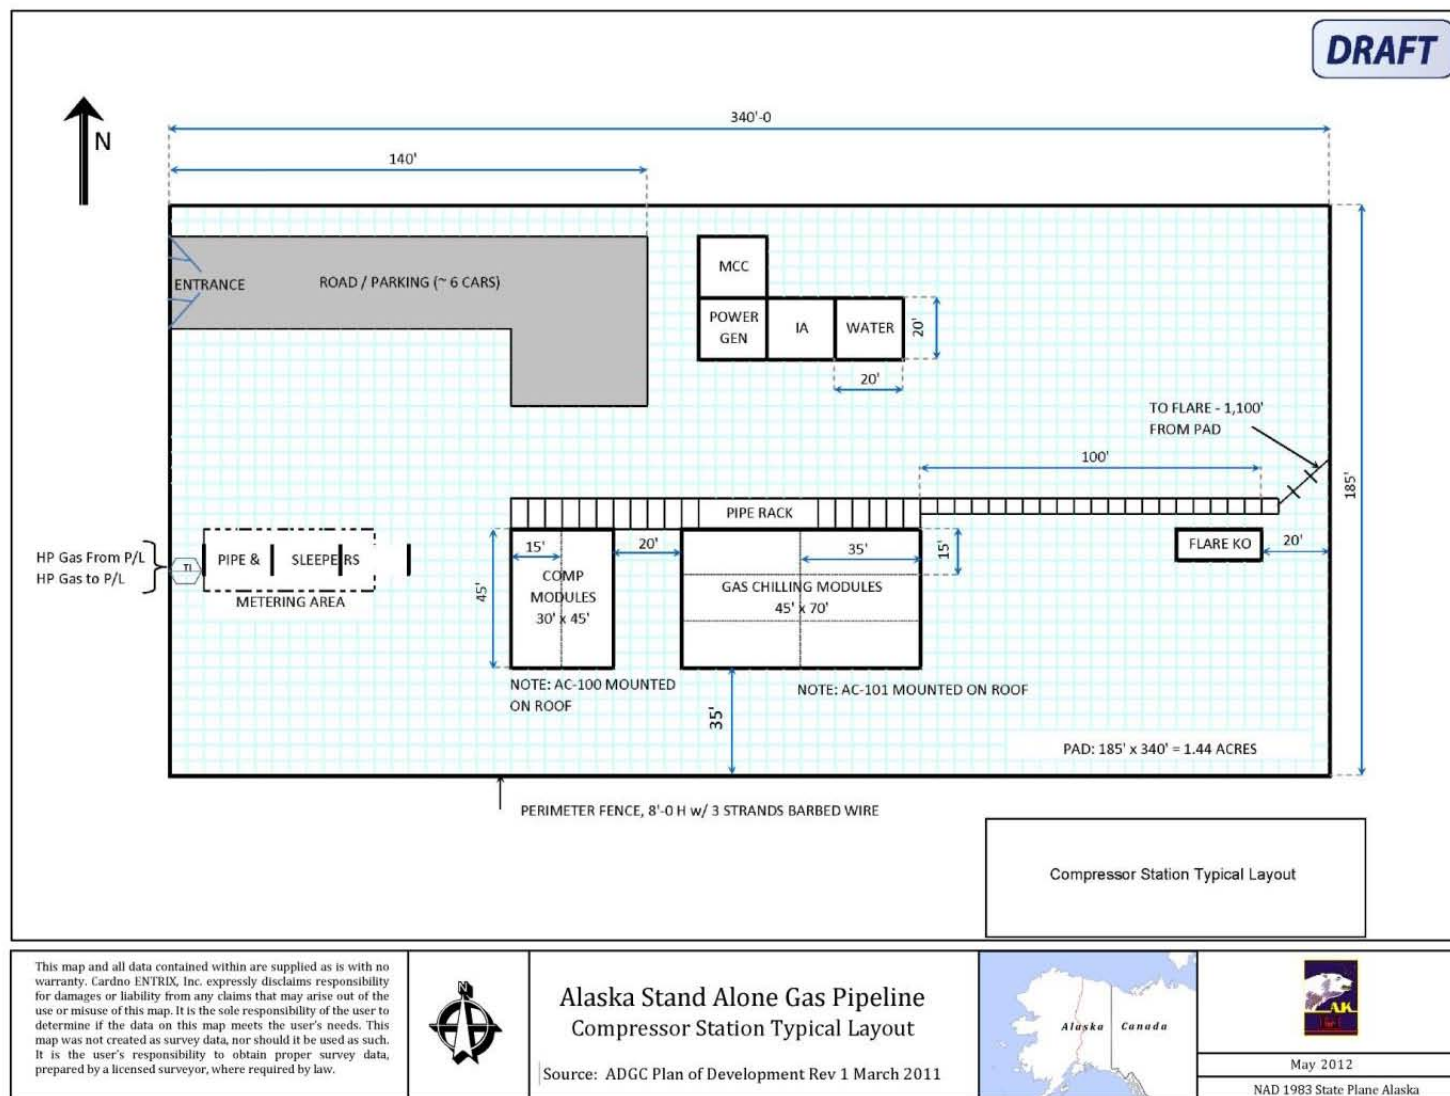 DRAFT
N
340'-0
140'
ENTRANCE
ROAD / PARKING (~ 6 CARS)
MCC
POWER
GEN
IA
WATER
20'
20'
TO FLARE - 1,100'
FROM PAD
100'
185'
PIPE RACK
HP Gas From P/L
HP Gas to P/L
TI
PIPE &
SLEEPERS
METERING AREA
45'
15'
20'
COMP
MODULES
30' x 45'
35'
15'
GAS CHILLING MODULES
45' x 70'
FLARE KO
20'
NOTE: AC-100 MOUNTED
ON ROOF
NOTE: AC-101 MOUNTED ON ROOF
35'
PAD: 185' x 340' = 1.44 ACRES
PERIMETER FENCE, 8'-0 H w/ 3 STRANDS BARBED WIRE
Compressor Station Typical Layout
This map and all data contained within are supplied as is with no
warranty. Cardno ENTRIX, Inc. expressly disclaims responsibility
for damages or liability from any claims that may arise out of the
use or misuse of this map. It is the sole responsibility of the user to
determine if the data on this map meets the user's needs. This
map was not created as survey data, nor should it be used as such.
It is the user's responsibility to obtain proper survey data,
prepared by a licensed surveyor, where required by law.
N
Alaska Stand Alone Gas Pipeline
Compressor Station Typical Layout
Source: ADGC Plan of Development Rev 1 March 2011
Alaska
Canada
AK
May 2012
NAD 1983 State Plane Alaska